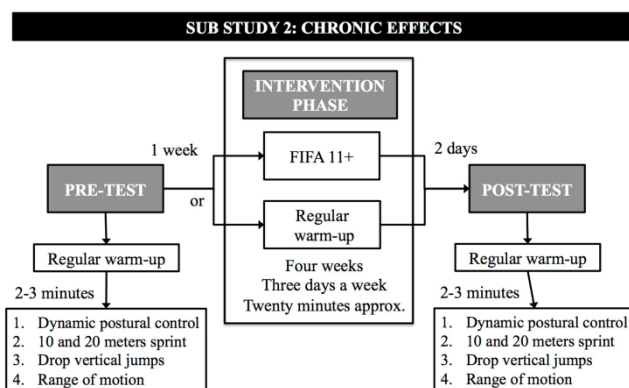 SUB STUDY 2: CHRONIC EFFECTS
INTERVENTION
PHASE
1 week
FIFA 11+
2 days
PRE-TEST
or
POST-TEST
Regular
warm-up
Regular warm-up
Four weeks
Three days a week
Twenty minutes approx.
Regular warm-up
2-3 minutes
2-3 minutes
1. Dynamic postural control
2. 10 and 20 meters sprint
3. Drop vertical jumps
4. Range of motion
1. Dynamic postural control
2. 10 and 20 meters sprint
3. Drop vertical jumps
4. Range of motion